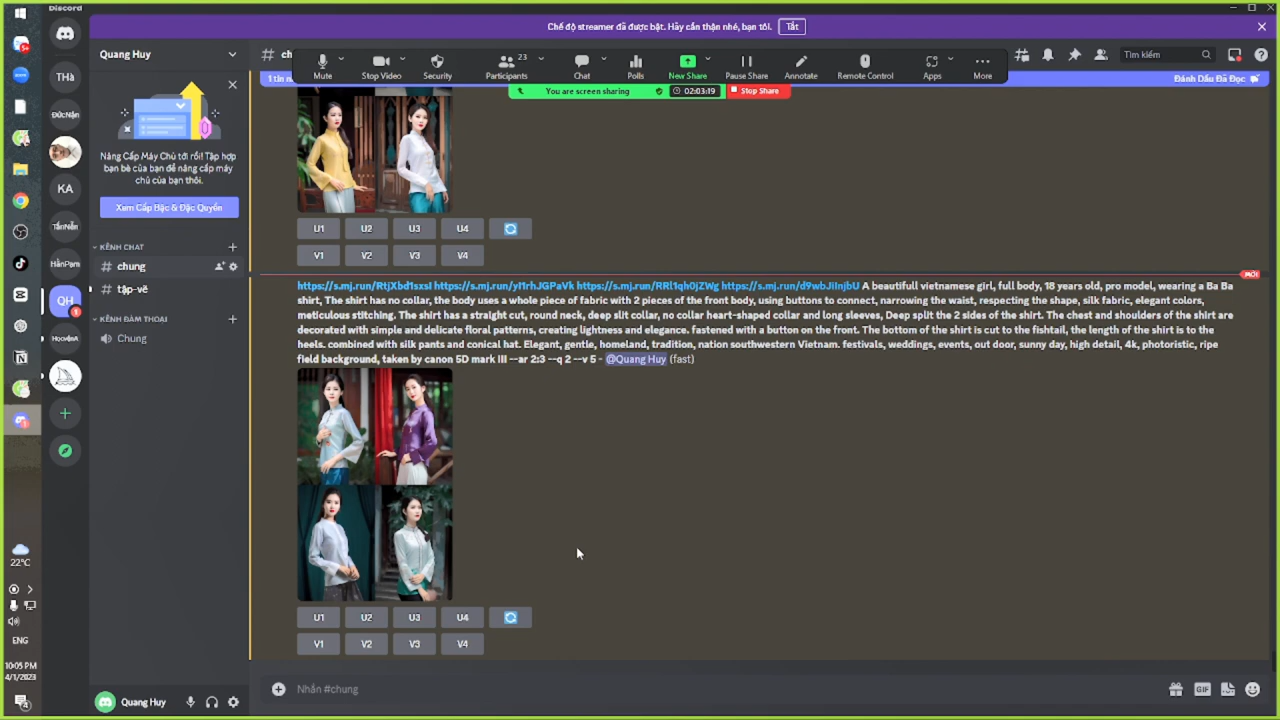 Discord
Chế độ streamer đã được bật. Hãy cẩn thận nhé, bạn tôi.
Tắt
Quang Huy
Mute
Stop Video
Security
23
Participants
Chat
Polls
New Share
Pause Share
Annotate
Remote Control
Apps
More
Tìm kiếm
Đánh Dấu Đã Đọc
You are screen sharing
02:03:19
Stop Share
THà
ĐứcNận
KA
HằnPạm
QH
HoovànA
Nâng Cấp Máy Chủ tới rồi! Tập hợp
bạn bè của bạn để nâng cấp máy
chủ của bạn thôi.
Xem Cấp Bậc & Đặc Quyền
KÊNH CHAT
chung
tập-vẽ
KÊNH ĐÀM THOẠI
Chung
U1 U2 U3 U4
V1 V2 V3 V4
MỚI
https://s.mj.run/RtjXbd1sxsI https://s.mj.run/yI1rhJGPaVk https://s.mj.run/RRl1qh0jZWg https://s.mj.run/d9wbJiInjbU A beautifull vietnamese girl, full body, 18 years old, pro model, wearing a Ba Ba
shirt, The shirt has no collar, the body uses a whole piece of fabric with 2 pieces of the front body, using buttons to connect, narrowing the waist, respecting the shape, silk fabric, elegant colors,
meticulous stitching. The shirt has a straight cut, round neck, deep slit collar, no collar heart-shaped collar and long sleeves, Deep split the 2 sides of the shirt. The chest and shoulders of the shirt are
decorated with simple and delicate floral patterns, creating lightness and elegance. fastened with a button on the front. The bottom of the shirt is cut to the fishtail, the length of the shirt is to the
heels. combined with silk pants and conical hat. Elegant, gentle, homeland, tradition, nation southwestern Vietnam. festivals, weddings, events, out door, sunny day, high detail, 4k, photoristic, ripe
field background, taken by canon 5D mark III --ar 2:3 --q 2 --v 5 - @Quang Huy (fast)
U1 U2 U3 U4
V1 V2 V3 V4
22°C
ENG
10:05 PM
4/1/2023
Quang Huy
Nhắn #chung
GIF